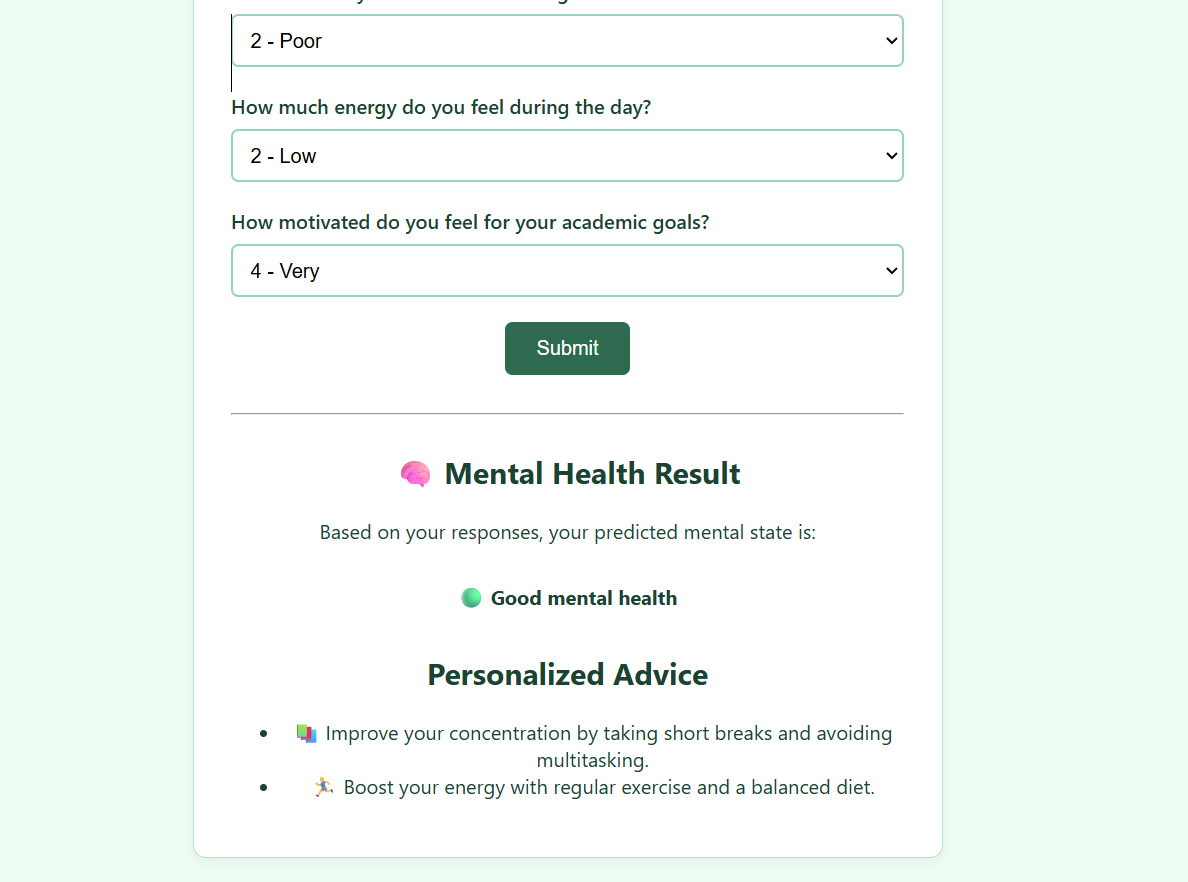 2 - Poor
How much energy do you feel during the day?
2 - Low
How motivated do you feel for your academic goals?
4 - Very
Submit
Mental Health Result
Based on your responses, your predicted mental state is:
Good mental health
Personalized Advice
Improve your concentration by taking short breaks and avoiding
multitasking.
Boost your energy with regular exercise and a balanced diet.